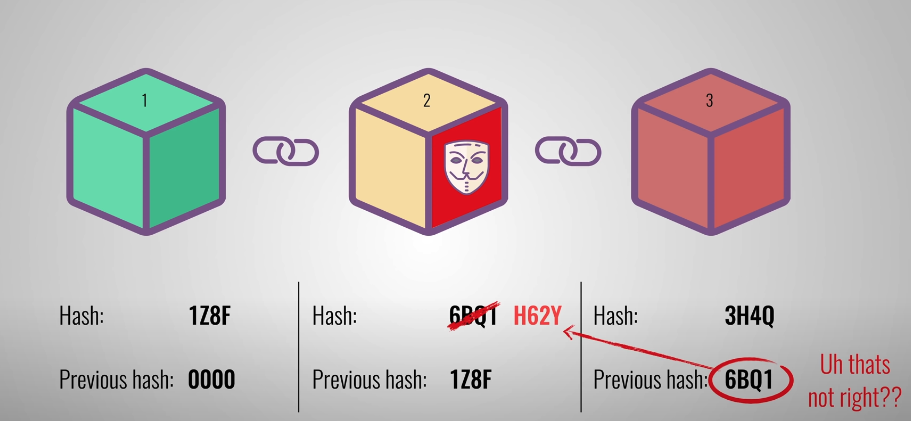 1
2
3
Hash: 1Z8F
Previous hash: 0000
Hash: 6BQ1 H62Y
Previous hash: 1Z8F
Hash: 3H4Q
Previous hash: 6BQ1
Uh thats
not right??